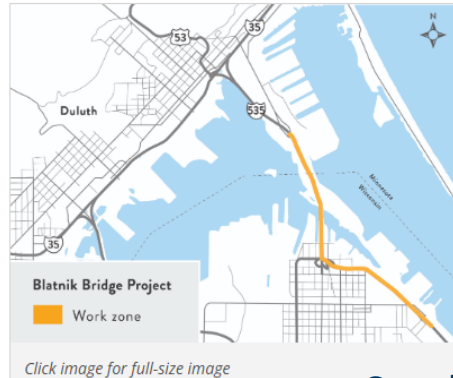 N
35
53
Duluth
535
Minnesota
Wisconsin
35
Blatnik Bridge Project
Work zone
Click image for full-size image